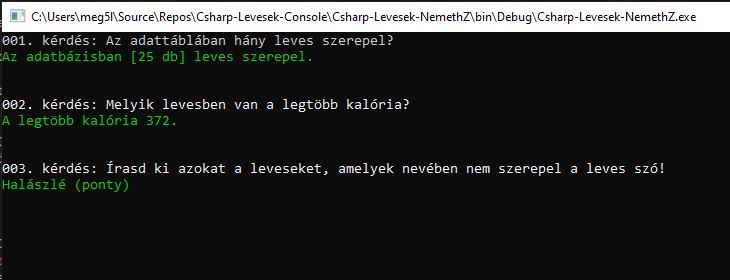 C:\Users\meg5l\Source\Repos\Csharp-Levesek-Console\Csharp-Levesek-NemethZ\bin\Debug\Csharp-Levesek-NemethZ.exe
001. kérdés: Az adattáblában hány leves szerepel?
Az adatbázisban [25 db] leves szerepel.
002. kérdés: Melyik levesben van a legtöbb kalória?
A legtöbb kalória 372.
003. kérdés: Írasd ki azokat a leveseket, amelyek nevében nem szerepel a leves szó!
Halászlé (ponty)